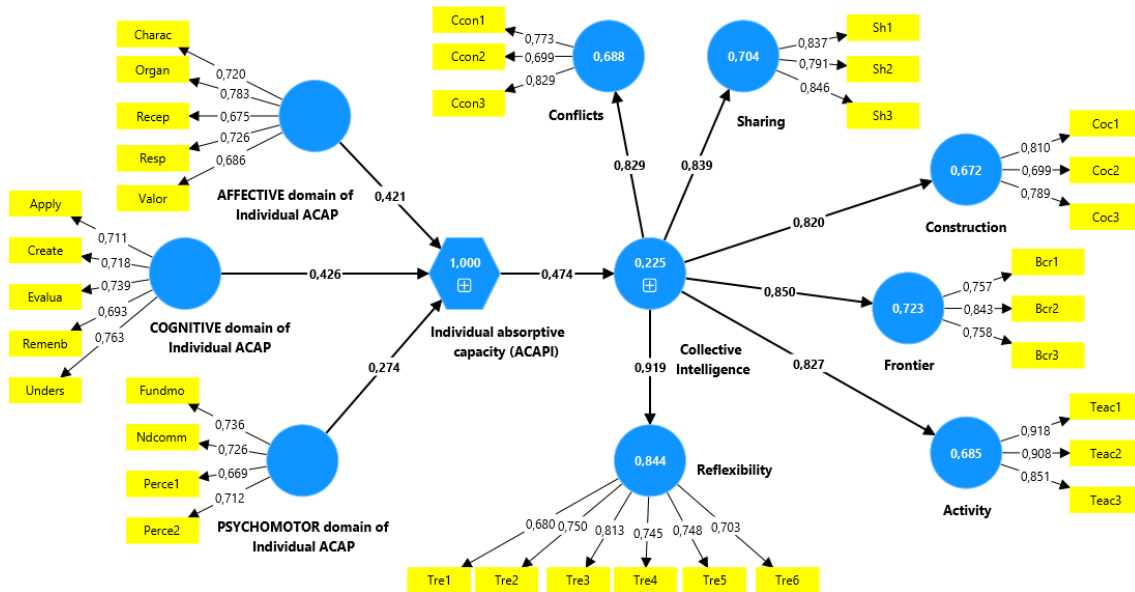 Charac
Organ
Recep
Resp
Valor
0,720
0,783
0,675
0,726
0,686
AFFECTIVE domain of
Individual ACAP
0,421
Apply
Create
Evalua
Remenb
Unders
0,711
0,718
0,739
0,693
0,763
COGNITIVE domain of
Individual ACAP
0,426
Fundmo
Ndcomm
Perce1
Perce2
0,736
0,726
0,669
0,712
PSYCHOMOTOR domain of
Individual ACAP
0,274
1,000
Individual absorptive
capacity (ACAPI)
0,474
0,225
Collective
Intelligence
Ccon1
Ccon2
Ccon3
0,773
0,699
0,829
0,688
Conflicts
0,829
0,704
Sharing
0,839
0,837
0,791
0,846
Sh1
Sh2
Sh3
0,820
0,672
Construction
0,810
0,699
0,789
Coc1
Coc2
Coc3
0,850
0,723
Frontier
0,757
0,843
0,758
Bcr1
Bcr2
Bcr3
0,827
0,685
Activity
0,918
0,908
0,851
Teac1
Teac2
Teac3
0,919
0,844
Reflexibility
0,680
0,750
0,813
0,745
0,748
0,703
Tre1
Tre2
Tre3
Tre4
Tre5
Tre6